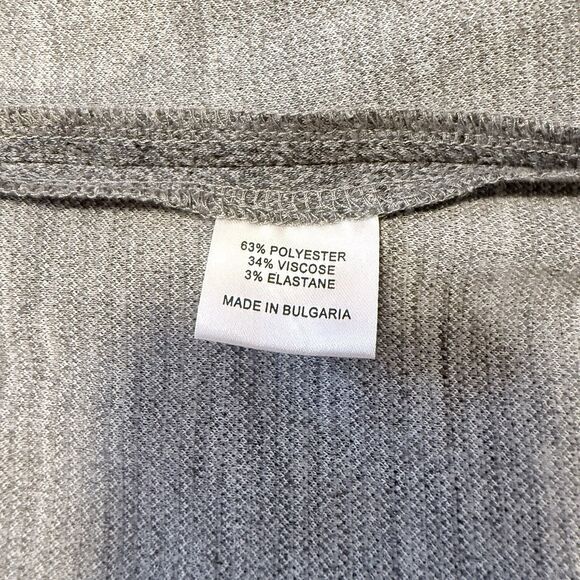 63% POLYESTER
34% VISCOSE
3% ELASTANE
MADE IN BULGARIA